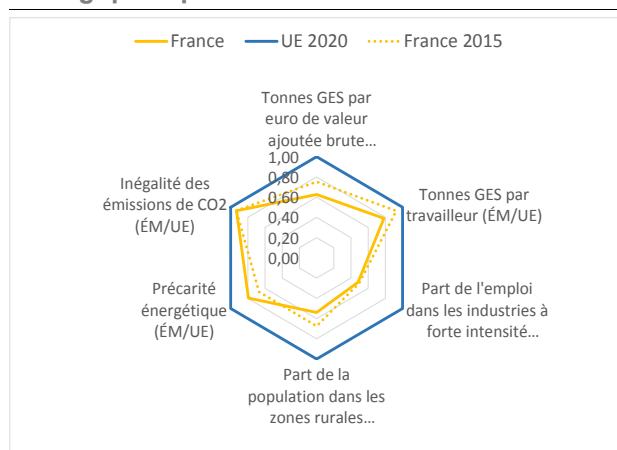 France
UE 2020
France 2015
Tonnes GES par
euro de valeur
ajoutée brute...
1,00
0,80
0,60
0,40
0,20
0,00
Tonnes GES par
travailleur (ÉM/UE)
Part de l'emploi
dans les industries à
forte intensité...
Part de la
population dans les
zones rurales...
Précarité
énergétique
(ÉM/UE)
Inégalité des
émissions de CO2
(ÉM/UE)